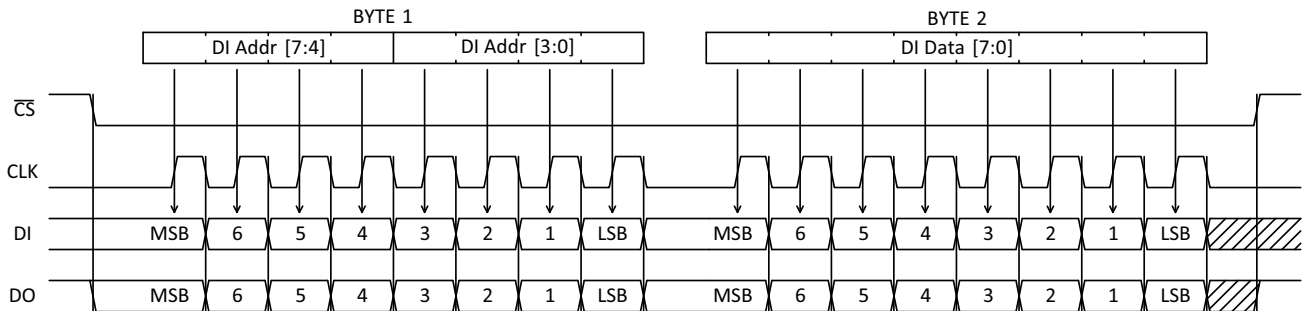 BYTE 1 BYTE 2
DI Addr [7:4] DI Addr [3:0] DI Data [7:0]
CS
CLK
DI MSB 6 5 4 3 2 1 LSB MSB 6 5 4 3 2 1 LSB
DO MSB 6 5 4 3 2 1 LSB MSB 6 5 4 3 2 1 LSB